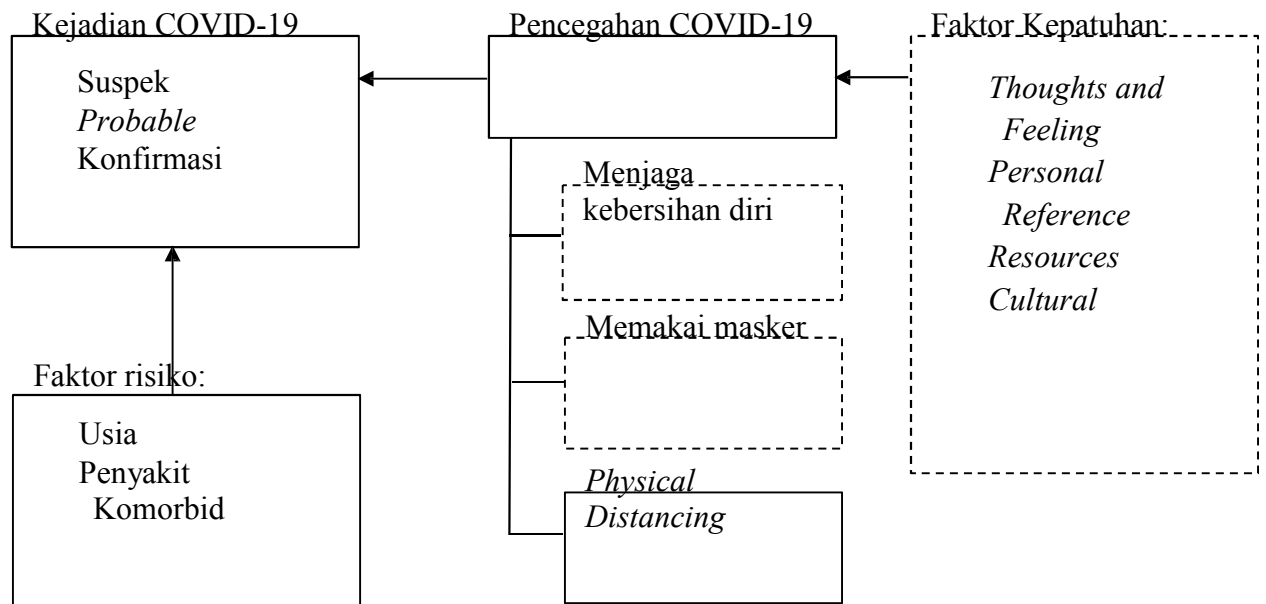 Kejadian COVID-19
Suspek
Probable
Konfirmasi
Faktor risiko:
Usia
Penyakit
Komorbid
Pencegahan COVID-19
Menjaga
kebersihan diri
Memakai masker
Physical
Distancing
Faktor Kepatuhan:
Thoughts and
Feeling
Personal
Reference
Resources
Cultural